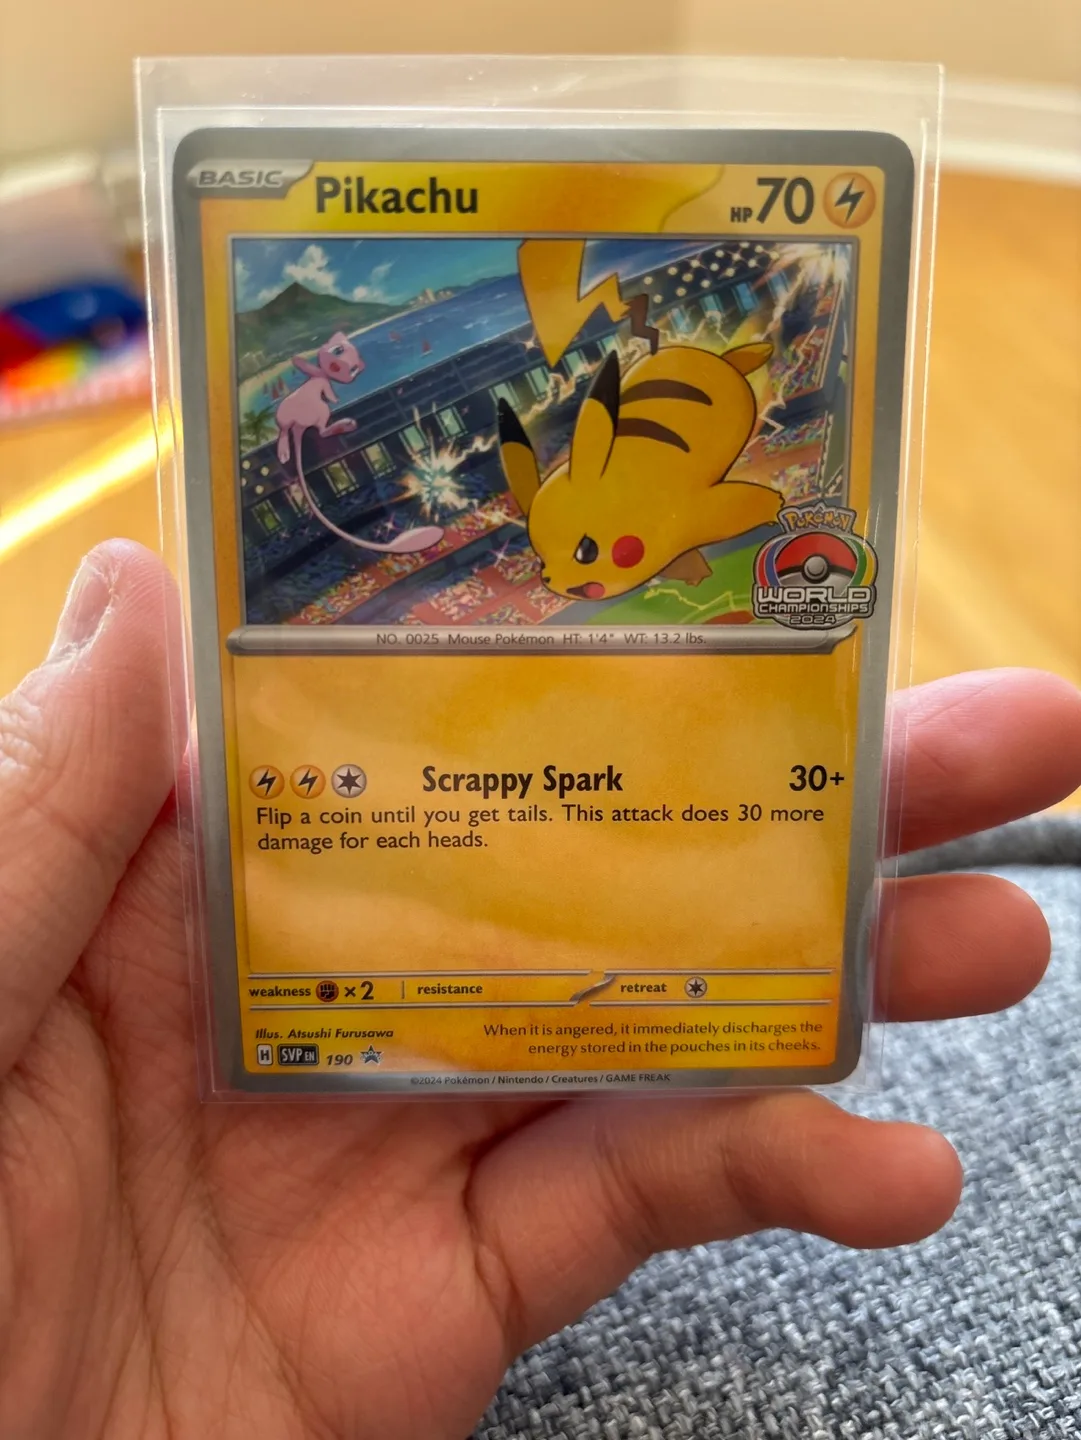 BASIC
Pikachu
HP 70
POKÉMON
WORLD
CHAMPIONSHIPS
2024
NO. 0025 Mouse Pokémon HT: 1'4" WT: 13.2 lbs.
Scrappy Spark 30+
Flip a coin until you get tails. This attack does 30 more
damage for each heads.
weakness ×2 resistance retreat
Illus. Atsushi Furusawa
When it is angered, it immediately discharges the
energy stored in the pouches in its cheeks.
H SVP EN 190
©2024 Pokémon / Nintendo / Creatures / GAME FREAK